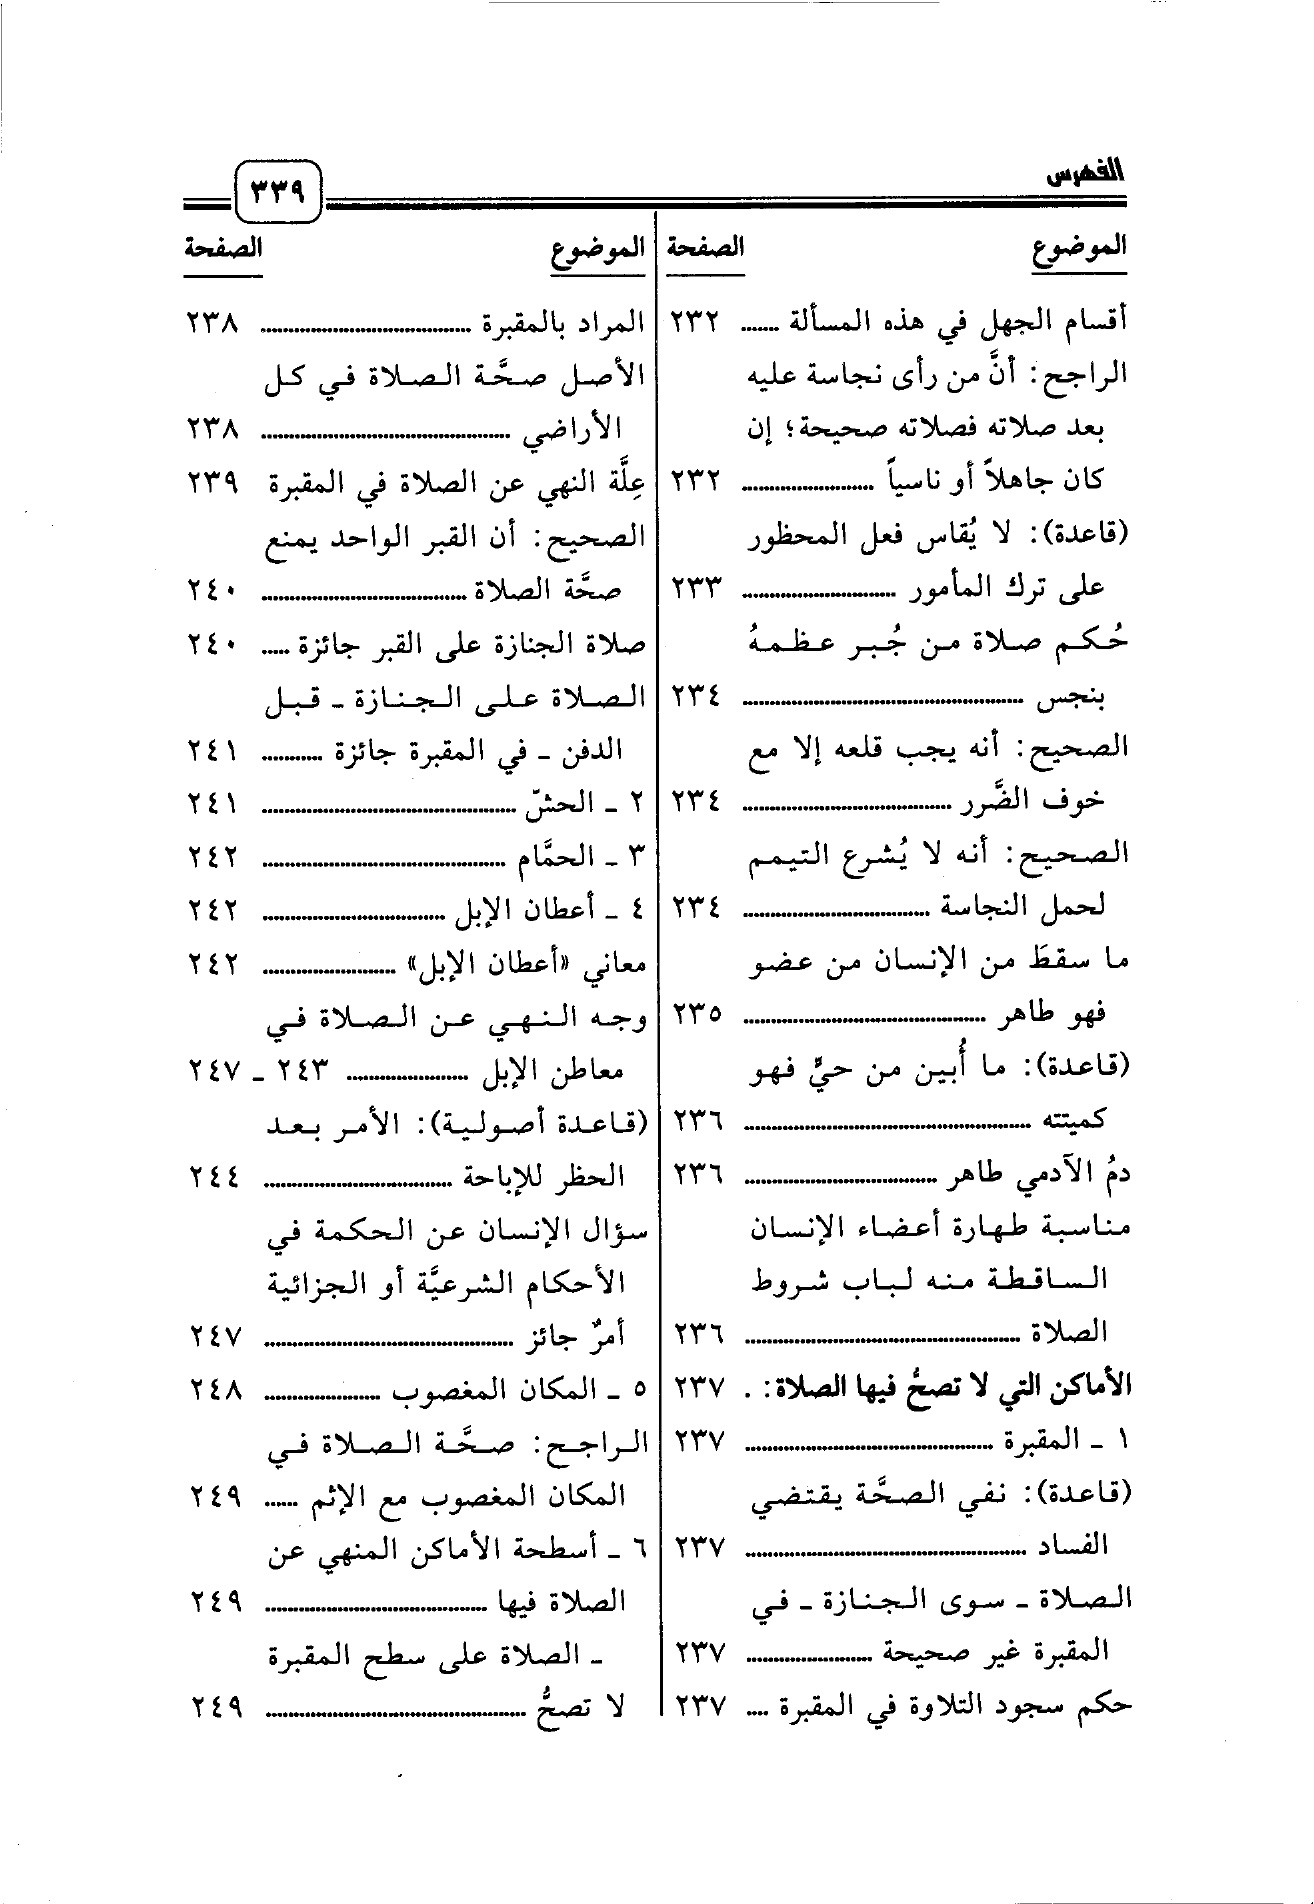 الفهرس
٣٣٩
الموضوع الصفحة
أقسام الجهل في هذه المسألة ....... ٢٣٢
الراجح: أنَّ من رأى نجاسة عليه
بعد صلاته فصلاته صحيحة؛ إن
كان جاهلاً أو ناسياً ....... ٢٣٢
(قاعدة): لا يُقاس فعل المحظور
على ترك المأمور ....... ٢٣٣
حُكم صلاة من جُبر عظمهُ
بنجس ....... ٢٣٤
الصحيح: أنه يجب قلعه إلا مع
خوف الضَّرر ....... ٢٣٤
الصحيح: أنه لا يُشرع التيمم
لحمل النجاسة ....... ٢٣٤
ما سقطَ من الإنسان من عضو
فهو طاهر ....... ٢٣٥
(قاعدة): ما أُبين من حيٍّ فهو
كميتته ....... ٢٣٦
دمُ الآدمي طاهر ....... ٢٣٦
مناسبة طهارة أعضاء الإنسان
الساقطة منه لباب شروط
الصلاة ....... ٢٣٦
الأماكن التي لا تصحُّ فيها الصلاة: . ٢٣٧
١ ـ المقبرة ....... ٢٣٧
(قاعدة): نفي الصحَّة يقتضي
الفساد ....... ٢٣٧
الصلاة ـ سوى الجنازة ـ في
المقبرة غير صحيحة ....... ٢٣٧
حكم سجود التلاوة في المقبرة .... ٢٣٧
الموضوع الصفحة
المراد بالمقبرة ....... ٢٣٨
الأصل صحَّة الصلاة في كل
الأراضي ....... ٢٣٨
عِلَّة النهي عن الصلاة في المقبرة ٢٣٩
الصحيح: أن القبر الواحد يمنع
صحَّة الصلاة ....... ٢٤٠
صلاة الجنازة على القبر جائزة ..... ٢٤٠
الصلاة على الجنازة ـ قبل
الدفن ـ في المقبرة جائزة ....... ٢٤١
٢ ـ الحشّ ....... ٢٤١
٣ ـ الحمَّام ....... ٢٤٢
٤ ـ أعطان الإبل ....... ٢٤٢
معاني «أعطان الإبل» ....... ٢٤٢
وجه النهي عن الصلاة في
معاطن الإبل ....... ٢٤٣ ـ ٢٤٧
(قاعدة أصولية): الأمر بعد
الحظر للإباحة ....... ٢٤٤
سؤال الإنسان عن الحكمة في
الأحكام الشرعيَّة أو الجزائية
أمرٌ جائز ....... ٢٤٧
٥ ـ المكان المغصوب ....... ٢٤٨
الراجح: صحَّة الصلاة في
المكان المغصوب مع الإثم ...... ٢٤٩
٦ ـ أسطحة الأماكن المنهي عن
الصلاة فيها ....... ٢٤٩
ـ الصلاة على سطح المقبرة
لا تصحُّ ....... ٢٤٩